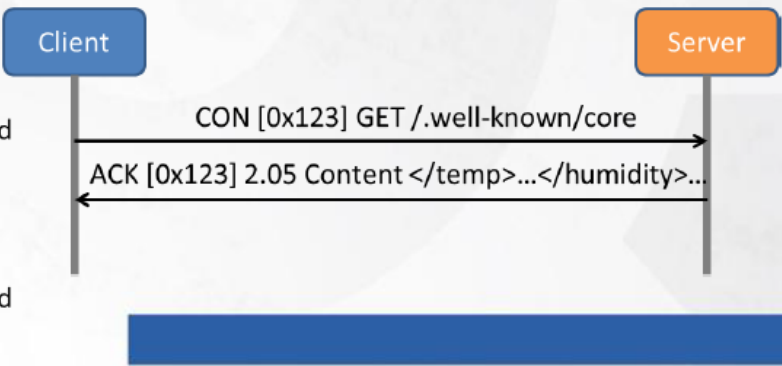 Client
Server
d
CON [0x123] GET /.well-known/core
ACK [0x123] 2.05 Content </temp>...</humidity>...
d